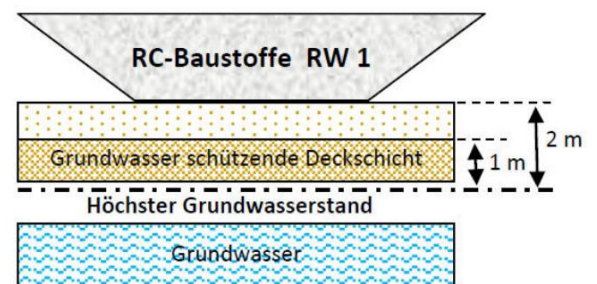 RC-Baustoffe RW 1
2 m
Grundwasser schützende Deckschicht
1 m
Höchster Grundwasserstand
Grundwasser